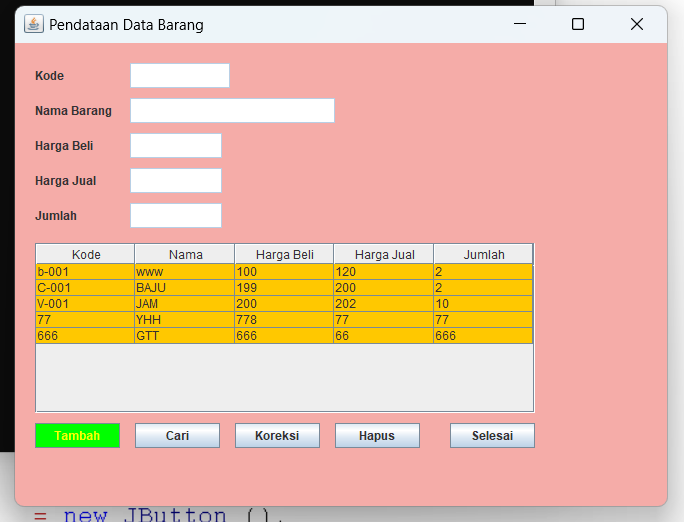 Pendataan Data Barang
Kode
Nama Barang
Harga Beli
Harga Jual
Jumlah
Kode Nama Harga Beli Harga Jual Jumlah
b-001 www 100 120 2
C-001 BAJU 199 200 2
V-001 JAM 200 202 10
77 YHH 778 77 77
666 GTT 666 66 666
Tambah Cari Koreksi Hapus Selesai
= new JButton ();